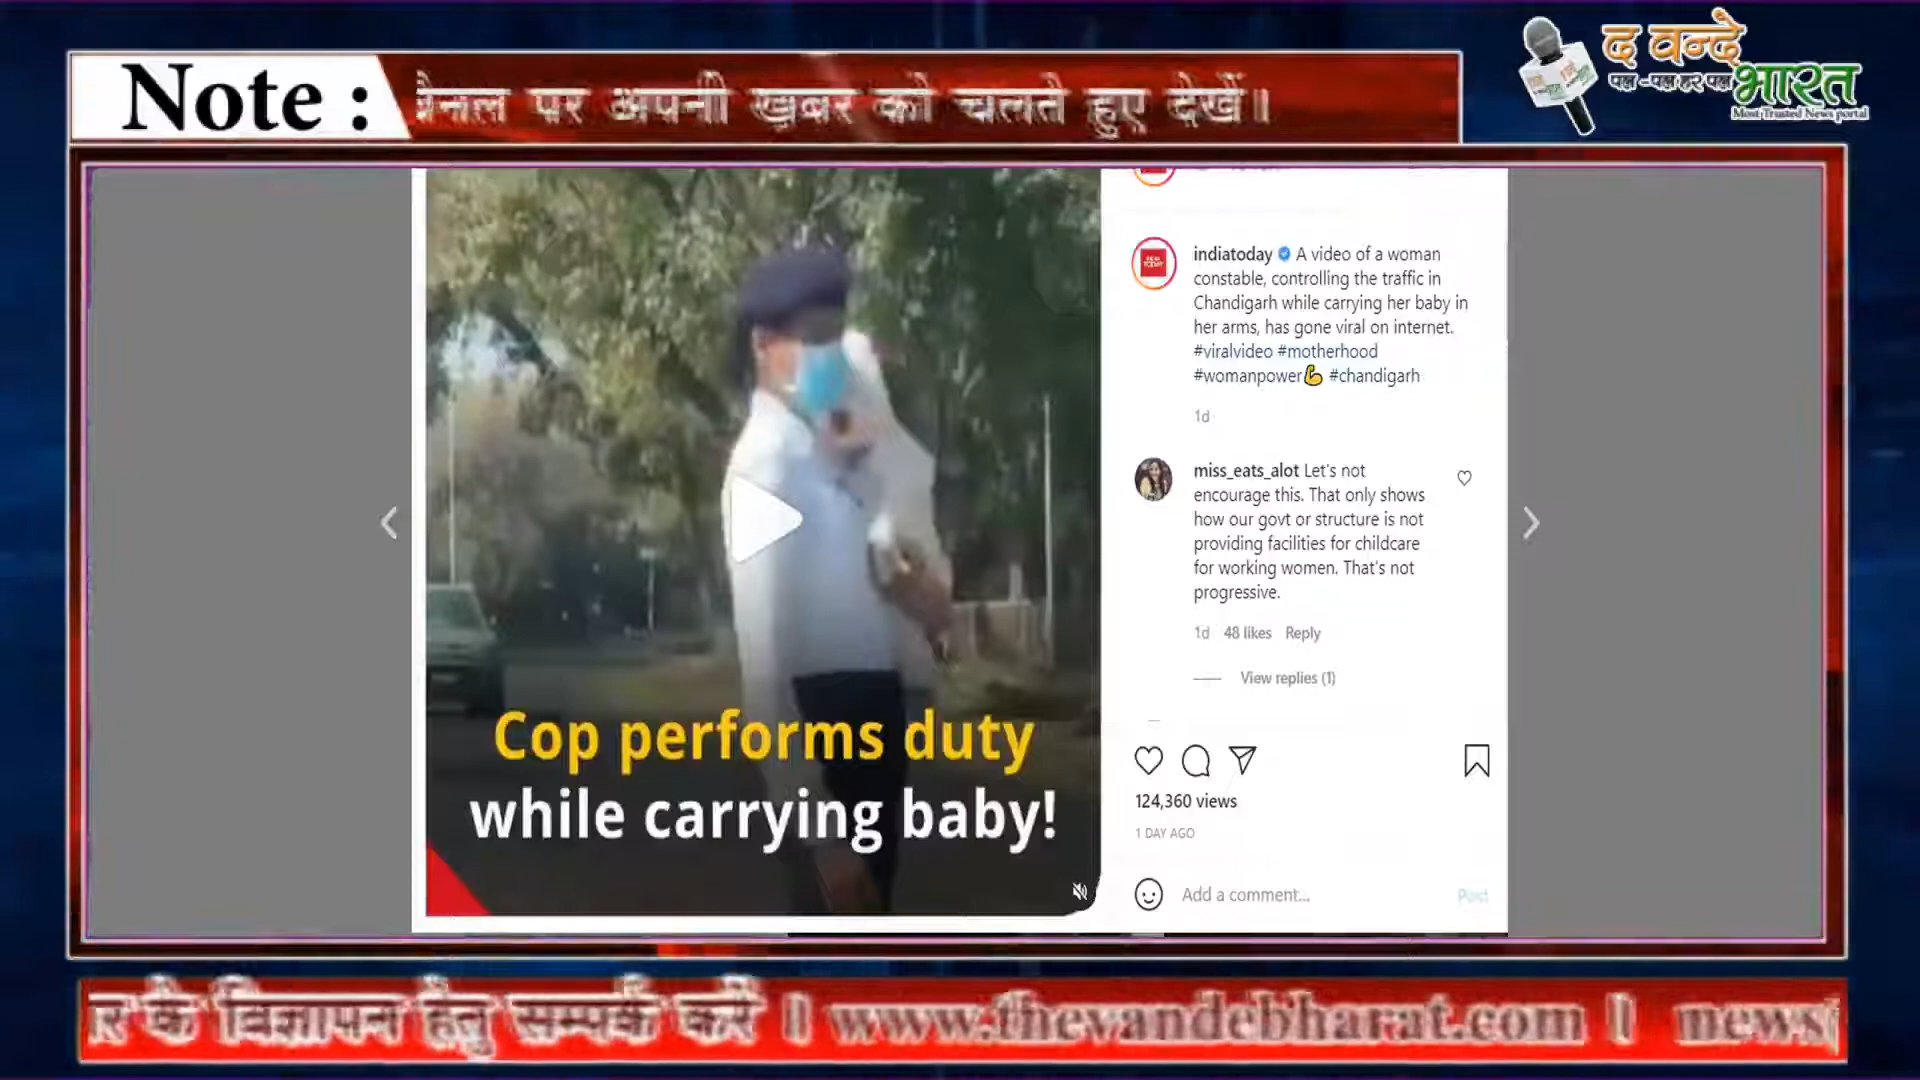 Note :
चैनल पर अपनी ख़बर को चलते हुए देखें।
द वन्दे
पल -पल हर पल
भारत
Most Trusted News portal
indiatoday A video of a woman
constable, controlling the traffic in
Chandigarh while carrying her baby in
her arms, has gone viral on internet.
#viralvideo #motherhood
#womanpower💪 #chandigarh
1d
miss_eats_alot Let's not
encourage this. That only shows
how our govt or structure is not
providing facilities for childcare
for working women. That's not
progressive.
1d 48 likes Reply
View replies (1)
Cop performs duty
while carrying baby!
124,360 views
1 DAY AGO
Add a comment...
Post
र के विज्ञापन हेतु सम्पर्क करें । www.thevandebharat.com । news